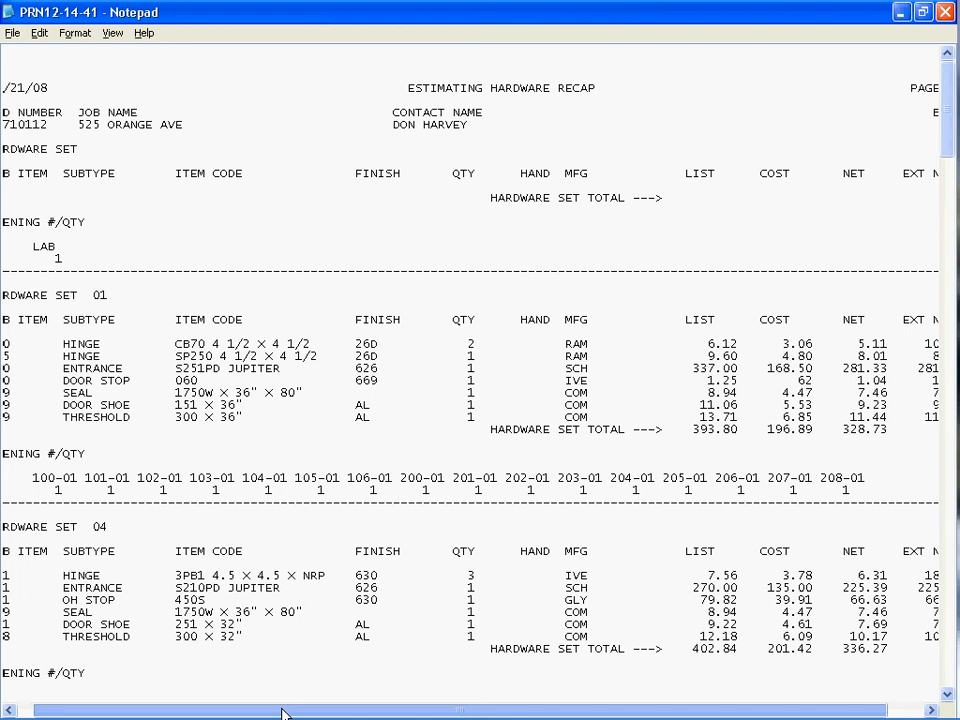 PRN12-14-41 - Notepad
File Edit Format View Help
/21/08 ESTIMATING HARDWARE RECAP PAGE
D NUMBER JOB NAME CONTACT NAME E
710112 525 ORANGE AVE DON HARVEY
RDWARE SET
B ITEM SUBTYPE ITEM CODE FINISH QTY HAND MFG LIST COST NET EXT N
HARDWARE SET TOTAL --->
ENING #/QTY
LAB
1
RDWARE SET 01
B ITEM SUBTYPE ITEM CODE FINISH QTY HAND MFG LIST COST NET EXT N
0 HINGE CB70 4 1/2 X 4 1/2 26D 2 RAM 6.12 3.06 5.11 10
5 HINGE SP250 4 1/2 X 4 1/2 26D 1 RAM 9.60 4.80 8.01 8
0 ENTRANCE S251PD JUPITER 626 1 SCH 337.00 168.50 281.33 281
0 DOOR STOP 060 669 1 IVE 1.25 62 1.04 1
9 SEAL 1750W X 36" X 80" 1 COM 8.94 4.47 7.46 7
9 DOOR SHOE 151 X 36" AL 1 COM 11.06 5.53 9.23 9
9 THRESHOLD 300 X 36" AL 1 COM 13.71 6.85 11.44 11
HARDWARE SET TOTAL ---> 393.80 196.89 328.73
ENING #/QTY
100-01 101-01 102-01 103-01 104-01 105-01 106-01 200-01 201-01 202-01 203-01 204-01 205-01 206-01 207-01 208-01
1 1 1 1 1 1 1 1 1 1 1 1 1 1 1 1
RDWARE SET 04
B ITEM SUBTYPE ITEM CODE FINISH QTY HAND MFG LIST COST NET EXT N
1 HINGE 3PB1 4.5 X 4.5 X NRP 630 3 IVE 7.56 3.78 6.31 18
1 ENTRANCE S210PD JUPITER 626 1 SCH 270.00 135.00 225.39 225
1 OH STOP 450S 630 1 GLY 79.82 39.91 66.63 66
9 SEAL 1750W X 36" X 80" 1 COM 8.94 4.47 7.46 7
1 DOOR SHOE 251 X 32" AL 1 COM 9.22 4.61 7.69 7
8 THRESHOLD 300 X 32" AL 1 COM 12.18 6.09 10.17 10
HARDWARE SET TOTAL ---> 402.84 201.42 336.27
ENING #/QTY